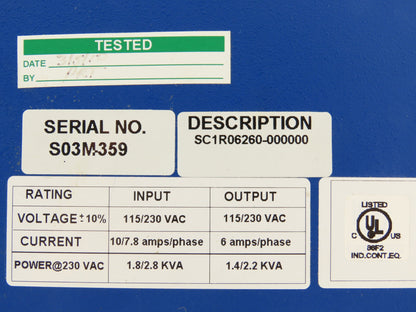 TESTED
DATE
BY
SERIAL NO.
S03M359
DESCRIPTION
SC1R06260-000000
RATING INPUT OUTPUT
VOLTAGE ±10% 115/230 VAC 115/230 VAC
CURRENT 10/7.8 amps/phase 6 amps/phase
POWER@230 VAC 1.8/2.8 KVA 1.4/2.2 KVA
LISTED
C UL US
98F2
IND.CONT.EQ.